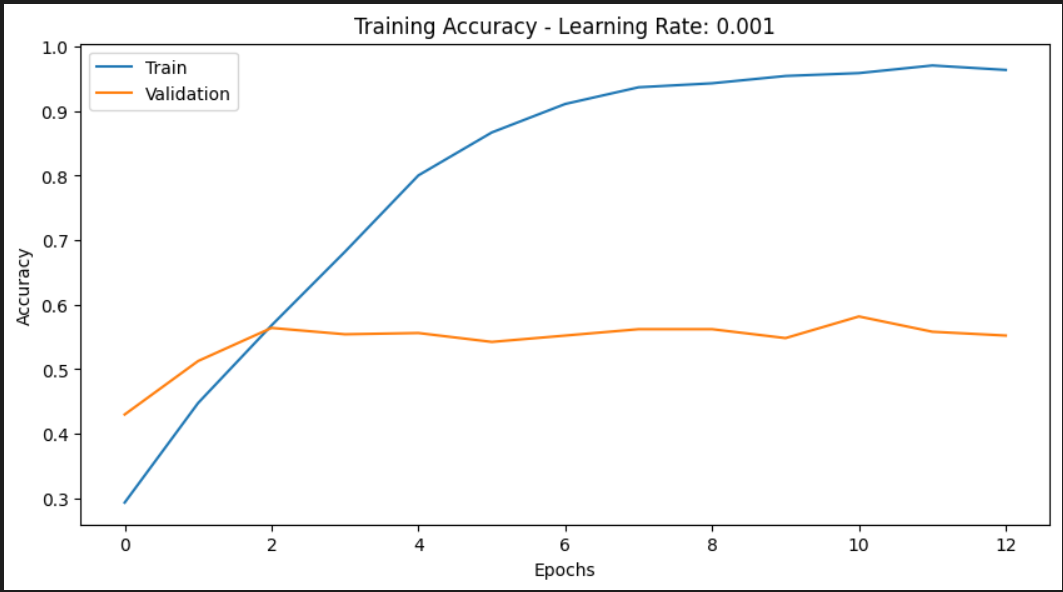 Training Accuracy - Learning Rate: 0.001
1.0
Train
Validation
0.9
0.8
0.7
0.6
0.5
0.4
0.3
Accuracy
0 2 4 6 8 10 12
Epochs